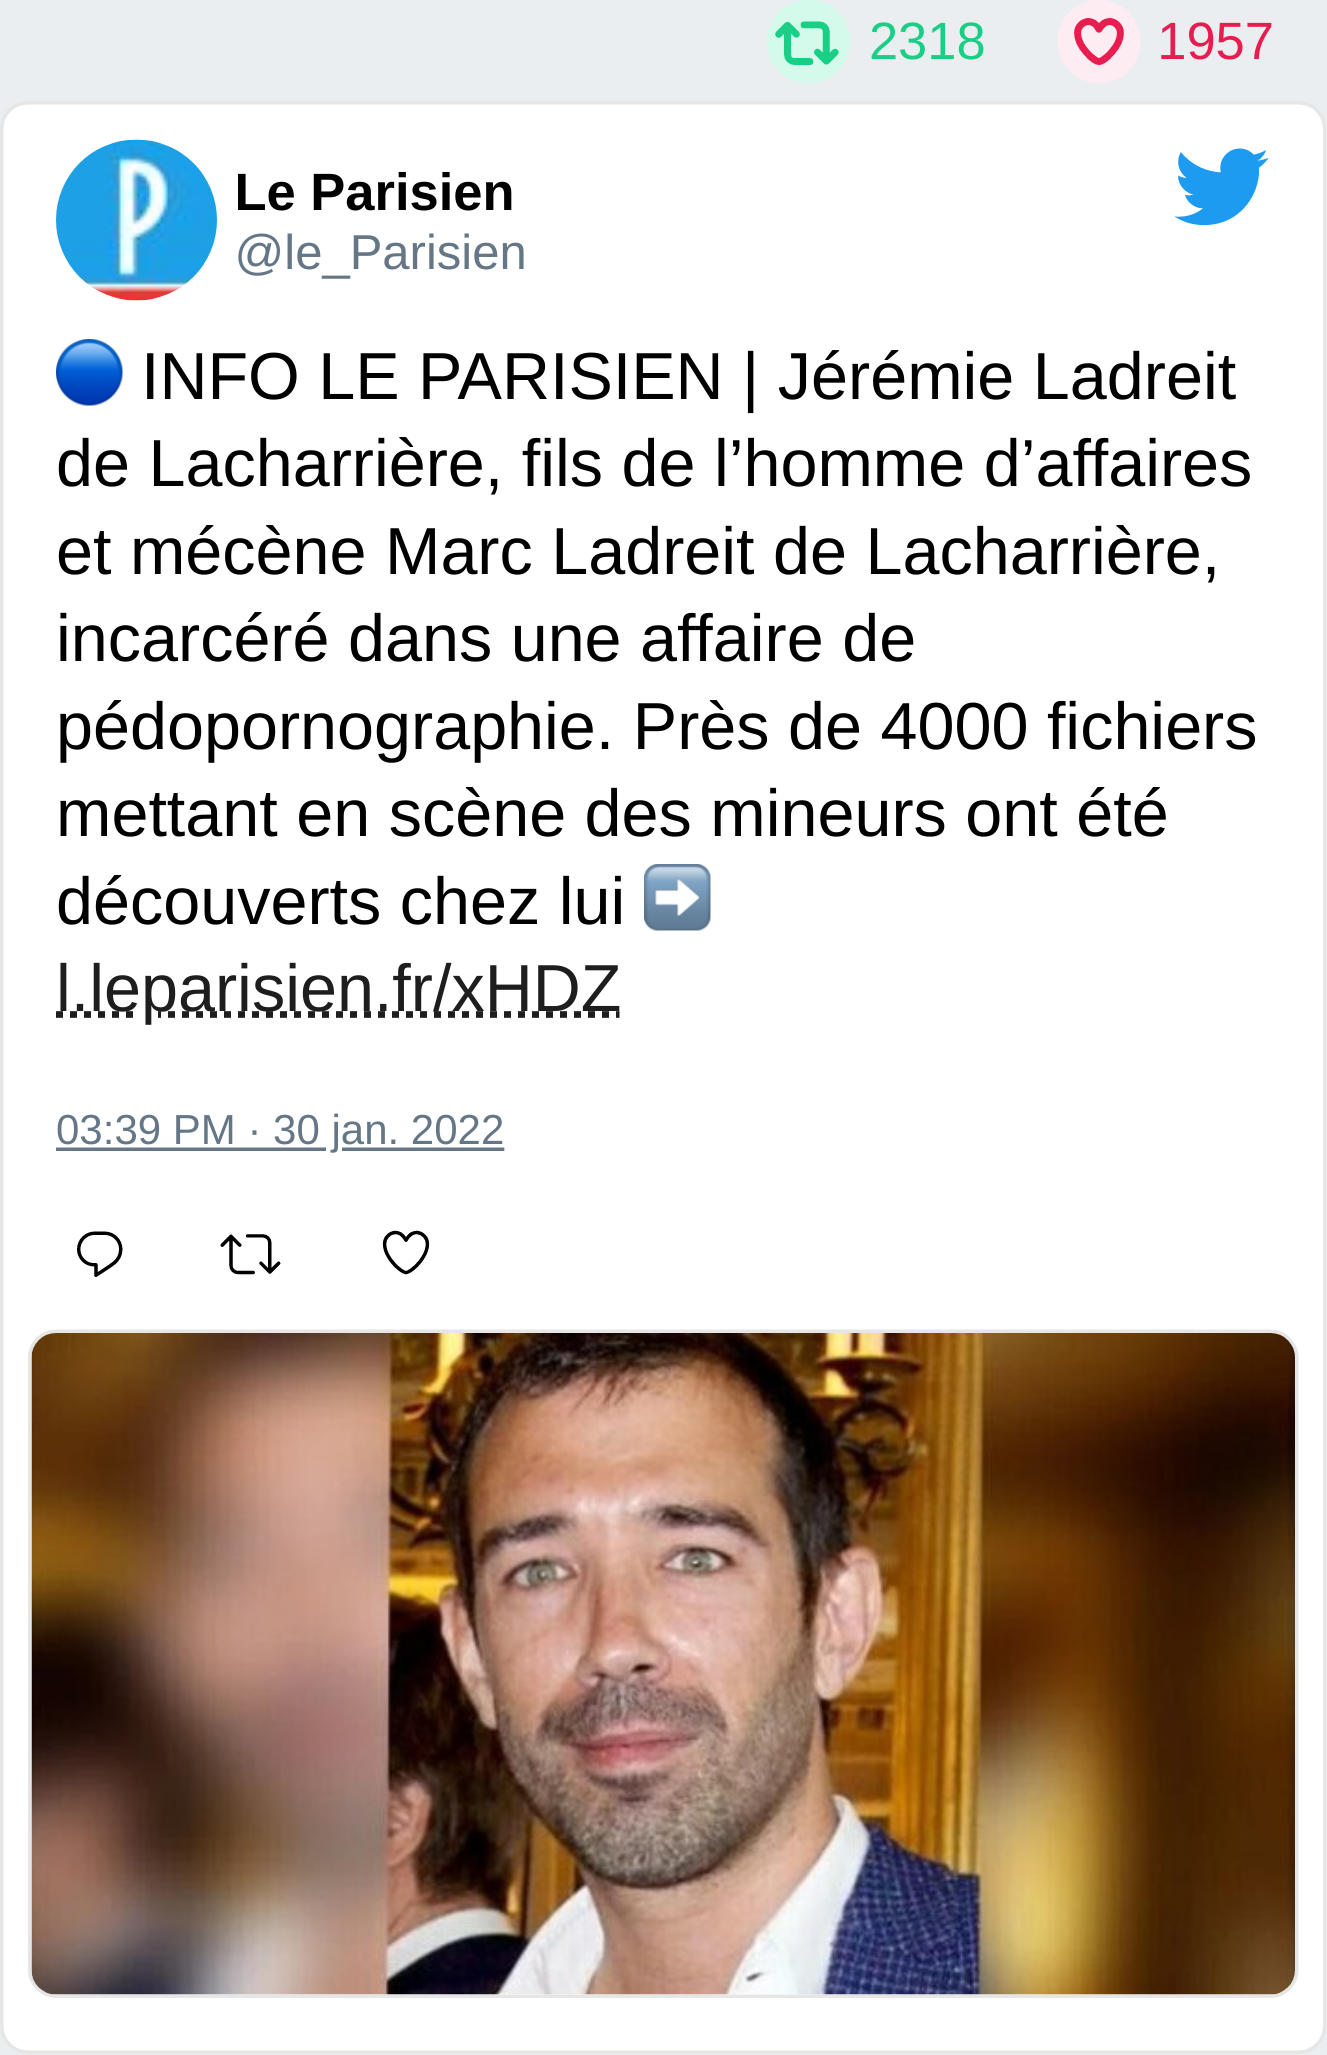 2318 1957
Le Parisien
@le_Parisien
🔵 INFO LE PARISIEN | Jérémie Ladreit
de Lacharrière, fils de l’homme d’affaires
et mécène Marc Ladreit de Lacharrière,
incarcéré dans une affaire de
pédopornographie. Près de 4000 fichiers
mettant en scène des mineurs ont été
découverts chez lui ➡️
l.leparisien.fr/xHDZ
03:39 PM · 30 jan. 2022